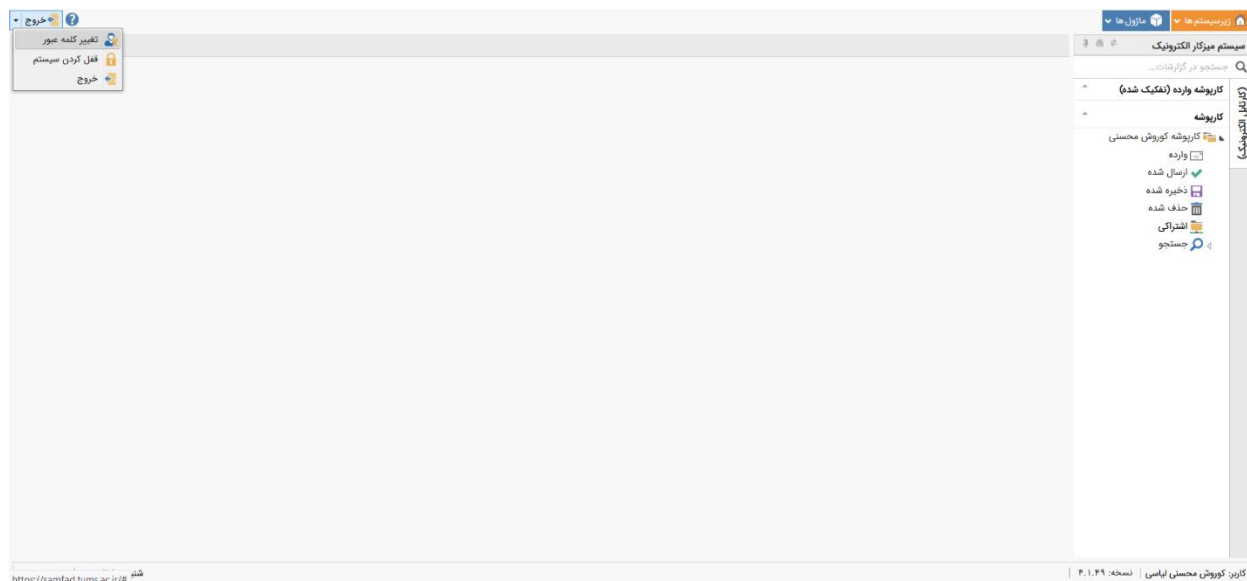 زیرسیستم‌ها ماژول‌ها خروج
تغییر کلمه عبور
قفل کردن سیستم
خروج
سیستم میزکار الکترونیک
جستجو در گزارشات...
کارپوشه وارده (تفکیک شده)
کارپوشه
(کارتابل الکترونیک)
کارپوشه کوروش محسنی
وارده
ارسال شده
ذخیره شده
حذف شده
اشتراکی
جستجو
کاربر: کوروش محسنی لیاسی نسخه: ۴.۱.۴۹
https://samfad.tums.ac.ir/#